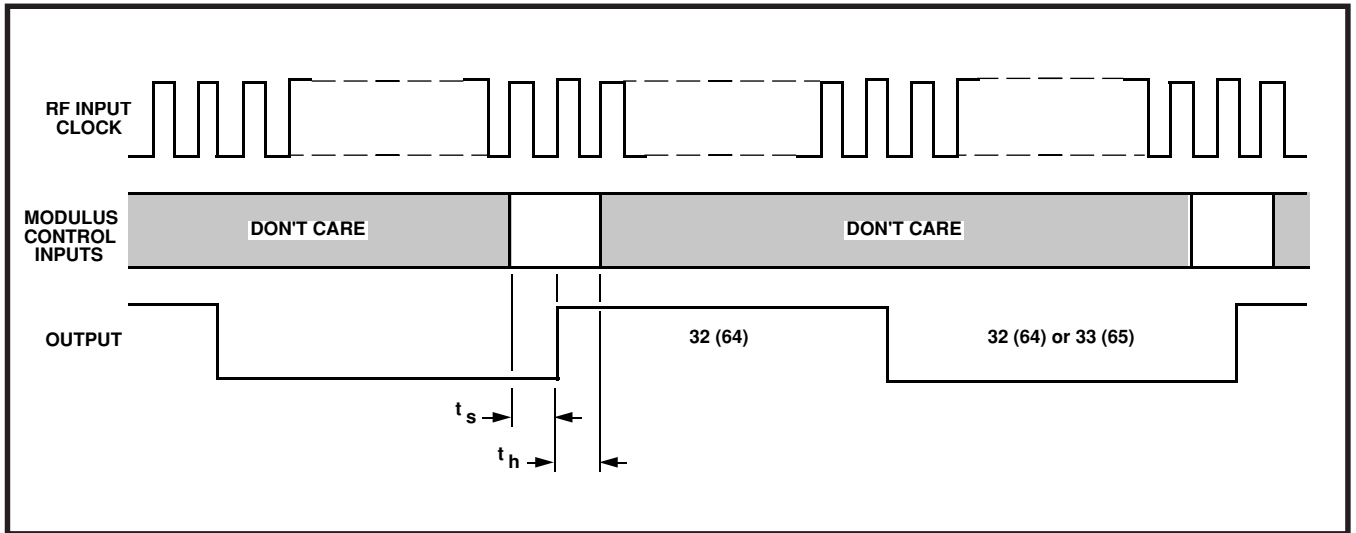 RF INPUT
CLOCK
MODULUS
CONTROL
INPUTS
DON'T CARE
DON'T CARE
OUTPUT
32 (64)
32 (64) or 33 (65)
t s
t h